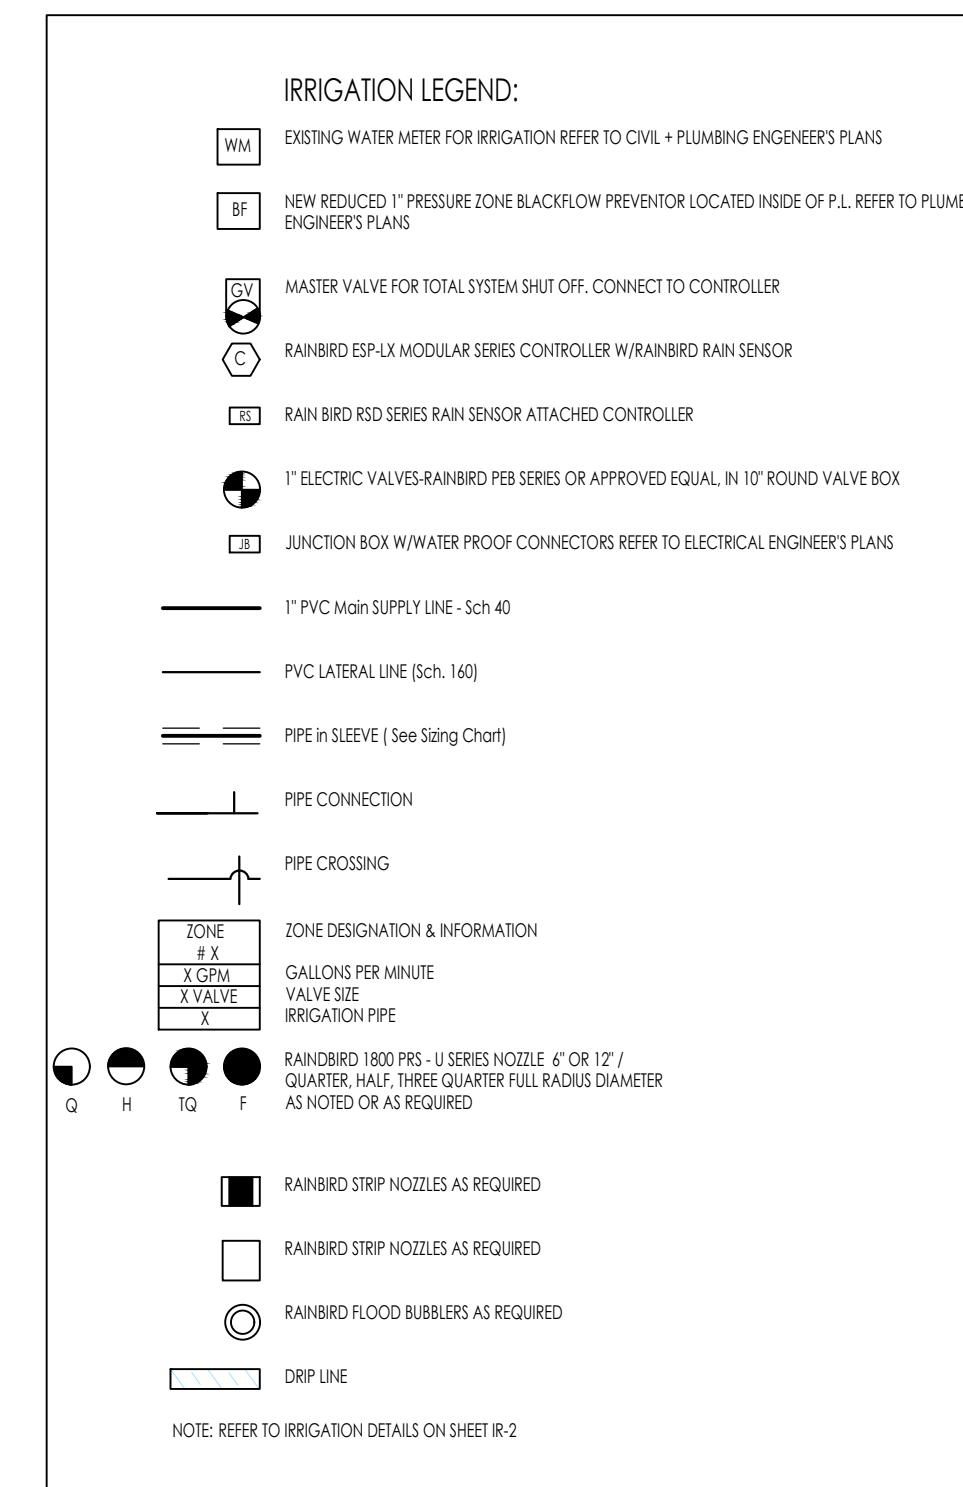 IRRIGATION LEGEND:
WM EXISTING WATER METER FOR IRRIGATION REFER TO CIVIL + PLUMBING ENGENEER'S PLANS
BF NEW REDUCED 1" PRESSURE ZONE BLACKFLOW PREVENTOR LOCATED INSIDE OF P.L. REFER TO
ENGINEER'S PLANS
GV MASTER VALVE FOR TOTAL SYSTEM SHUT OFF. CONNECT TO CONTROLLER
C RAINBIRD ESP-LX MODULAR SERIES CONTROLLER W/RAINBIRD RAIN SENSOR
RS RAIN BIRD RSD SERIES RAIN SENSOR ATTACHED CONTROLLER
1" ELECTRIC VALVES-RAINBIRD PEB SERIES OR APPROVED EQUAL, IN 10" ROUND VALVE BOX
JB JUNCTION BOX W/WATER PROOF CONNECTORS REFER TO ELECTRICAL ENGINEER'S PLANS
1" PVC Main SUPPLY LINE - Sch 40
PVC LATERAL LINE (Sch. 160)
PIPE in SLEEVE ( See Sizing Chart)
PIPE CONNECTION
PIPE CROSSING
ZONE ZONE DESIGNATION & INFORMATION
# X
X GPM GALLONS PER MINUTE
X VALVE VALVE SIZE
X IRRIGATION PIPE
RAINDBIRD 1800 PRS - U SERIES NOZZLE 6" OR 12" /
QUARTER, HALF, THREE QUARTER FULL RADIUS DIAMETER
Q H TQ F AS NOTED OR AS REQUIRED
RAINBIRD STRIP NOZZLES AS REQUIRED
RAINBIRD STRIP NOZZLES AS REQUIRED
RAINBIRD FLOOD BUBBLERS AS REQUIRED
DRIP LINE
NOTE: REFER TO IRRIGATION DETAILS ON SHEET IR-2